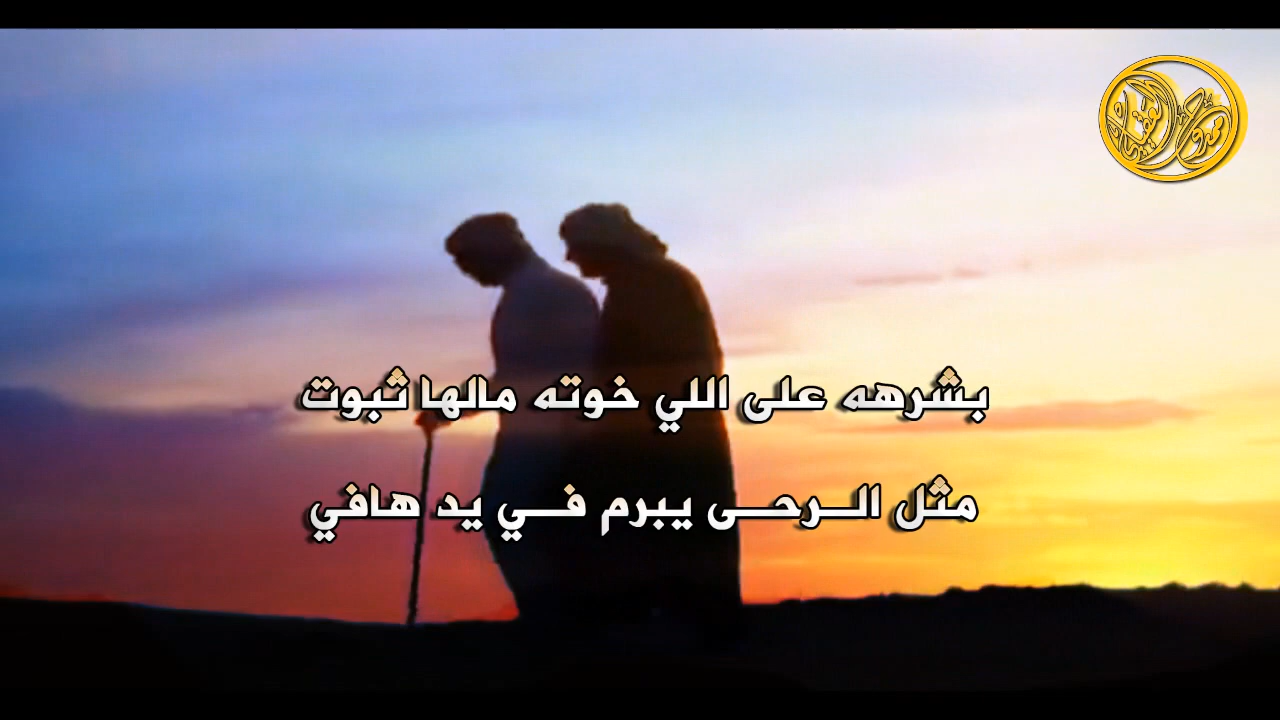 بشرهه على اللي خوته مالها ثبوت
مثل الـرحـى يبرم فـي يد هافي